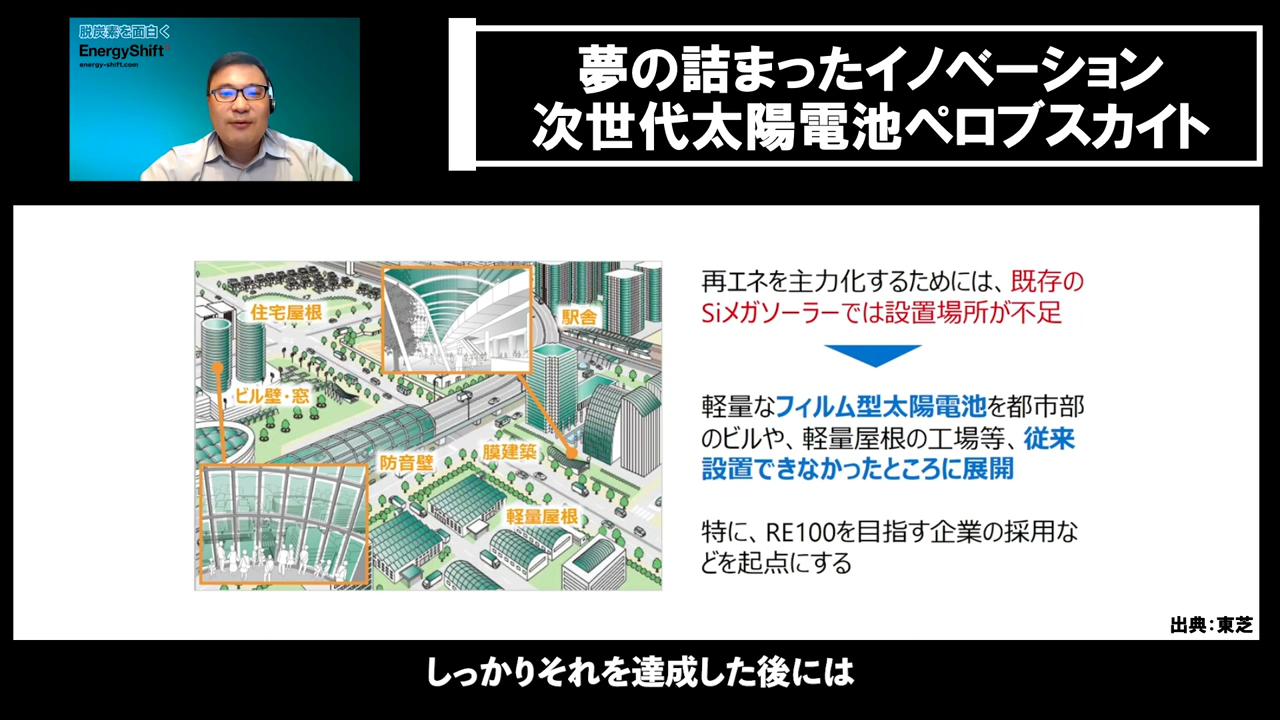 脱炭素を面白く
EnergyShift
energy-shift.com
夢の詰まったイノベーション
次世代太陽電池ペロブスカイト
住宅屋根
駅舎
ビル壁・窓
防音壁
膜建築
軽量屋根
再エネを主力化するためには、既存の
Siメガソーラーでは設置場所が不足
軽量なフィルム型太陽電池を都市部
のビルや、軽量屋根の工場等、従来
設置できなかったところに展開
特に、RE100を目指す企業の採用な
どを起点にする
出典：東芝
しっかりそれを達成した後には